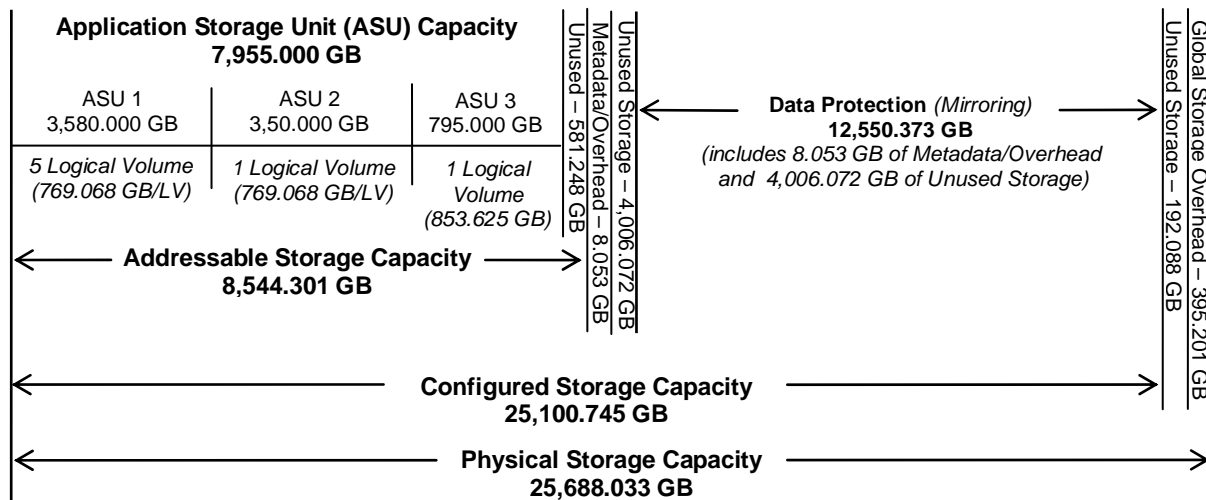 Application Storage Unit (ASU) Capacity
7,955.000 GB
ASU 1
3,580.000 GB
ASU 2
3,50.000 GB
ASU 3
795.000 GB
5 Logical Volume
(769.068 GB/LV)
1 Logical Volume
(769.068 GB/LV)
1 Logical
Volume
(853.625 GB)
Unused – 581.248 GB
Metadata/Overhead – 8.053 GB
Unused Storage – 4,006.072 GB
Data Protection (Mirroring)
12,550.373 GB
(includes 8.053 GB of Metadata/Overhead
and 4,006.072 GB of Unused Storage)
Unused Storage – 192.088 GB
Global Storage Overhead – 395.201 GB
Addressable Storage Capacity
8,544.301 GB
Configured Storage Capacity
25,100.745 GB
Physical Storage Capacity
25,688.033 GB